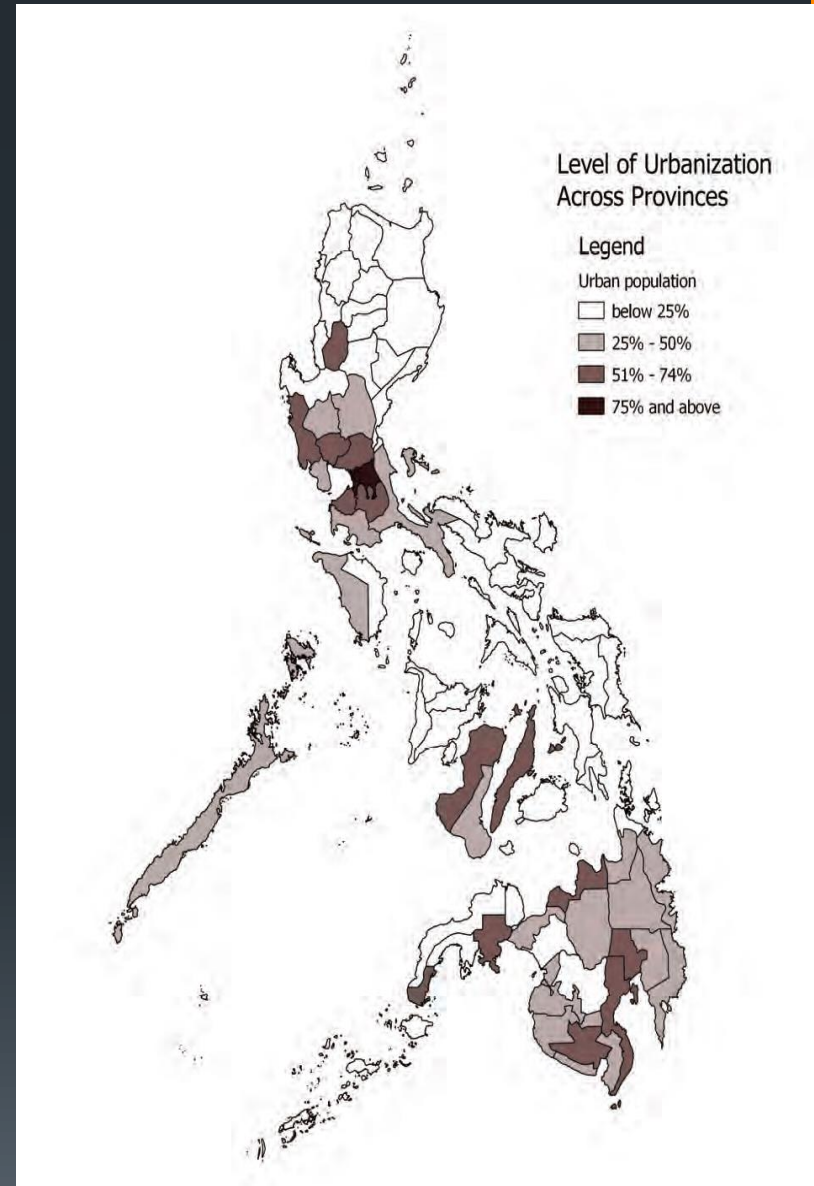 Level of Urbanization
Across Provinces
Legend
Urban population
below 25%
25% - 50%
51% - 74%
75% and above